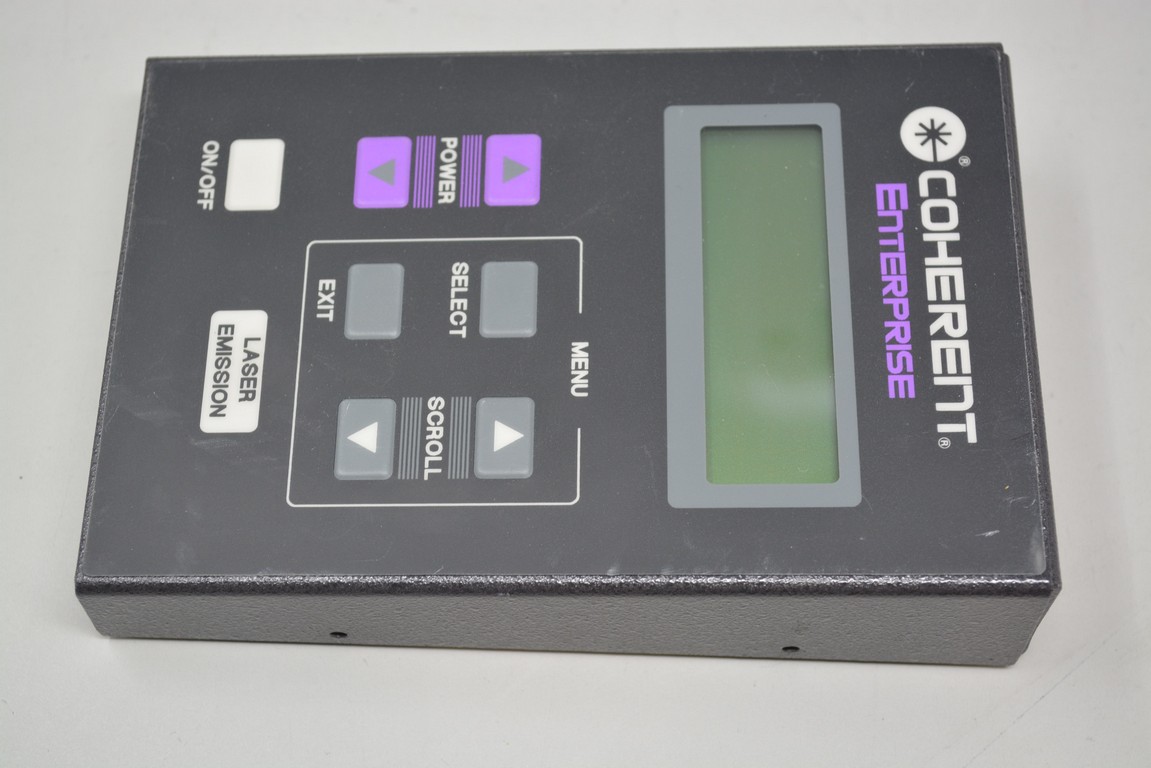 COHERENT®
ENTERPRISE
MENU
POWER
SELECT
SCROLL
EXIT
ON/OFF
LASER
EMISSION